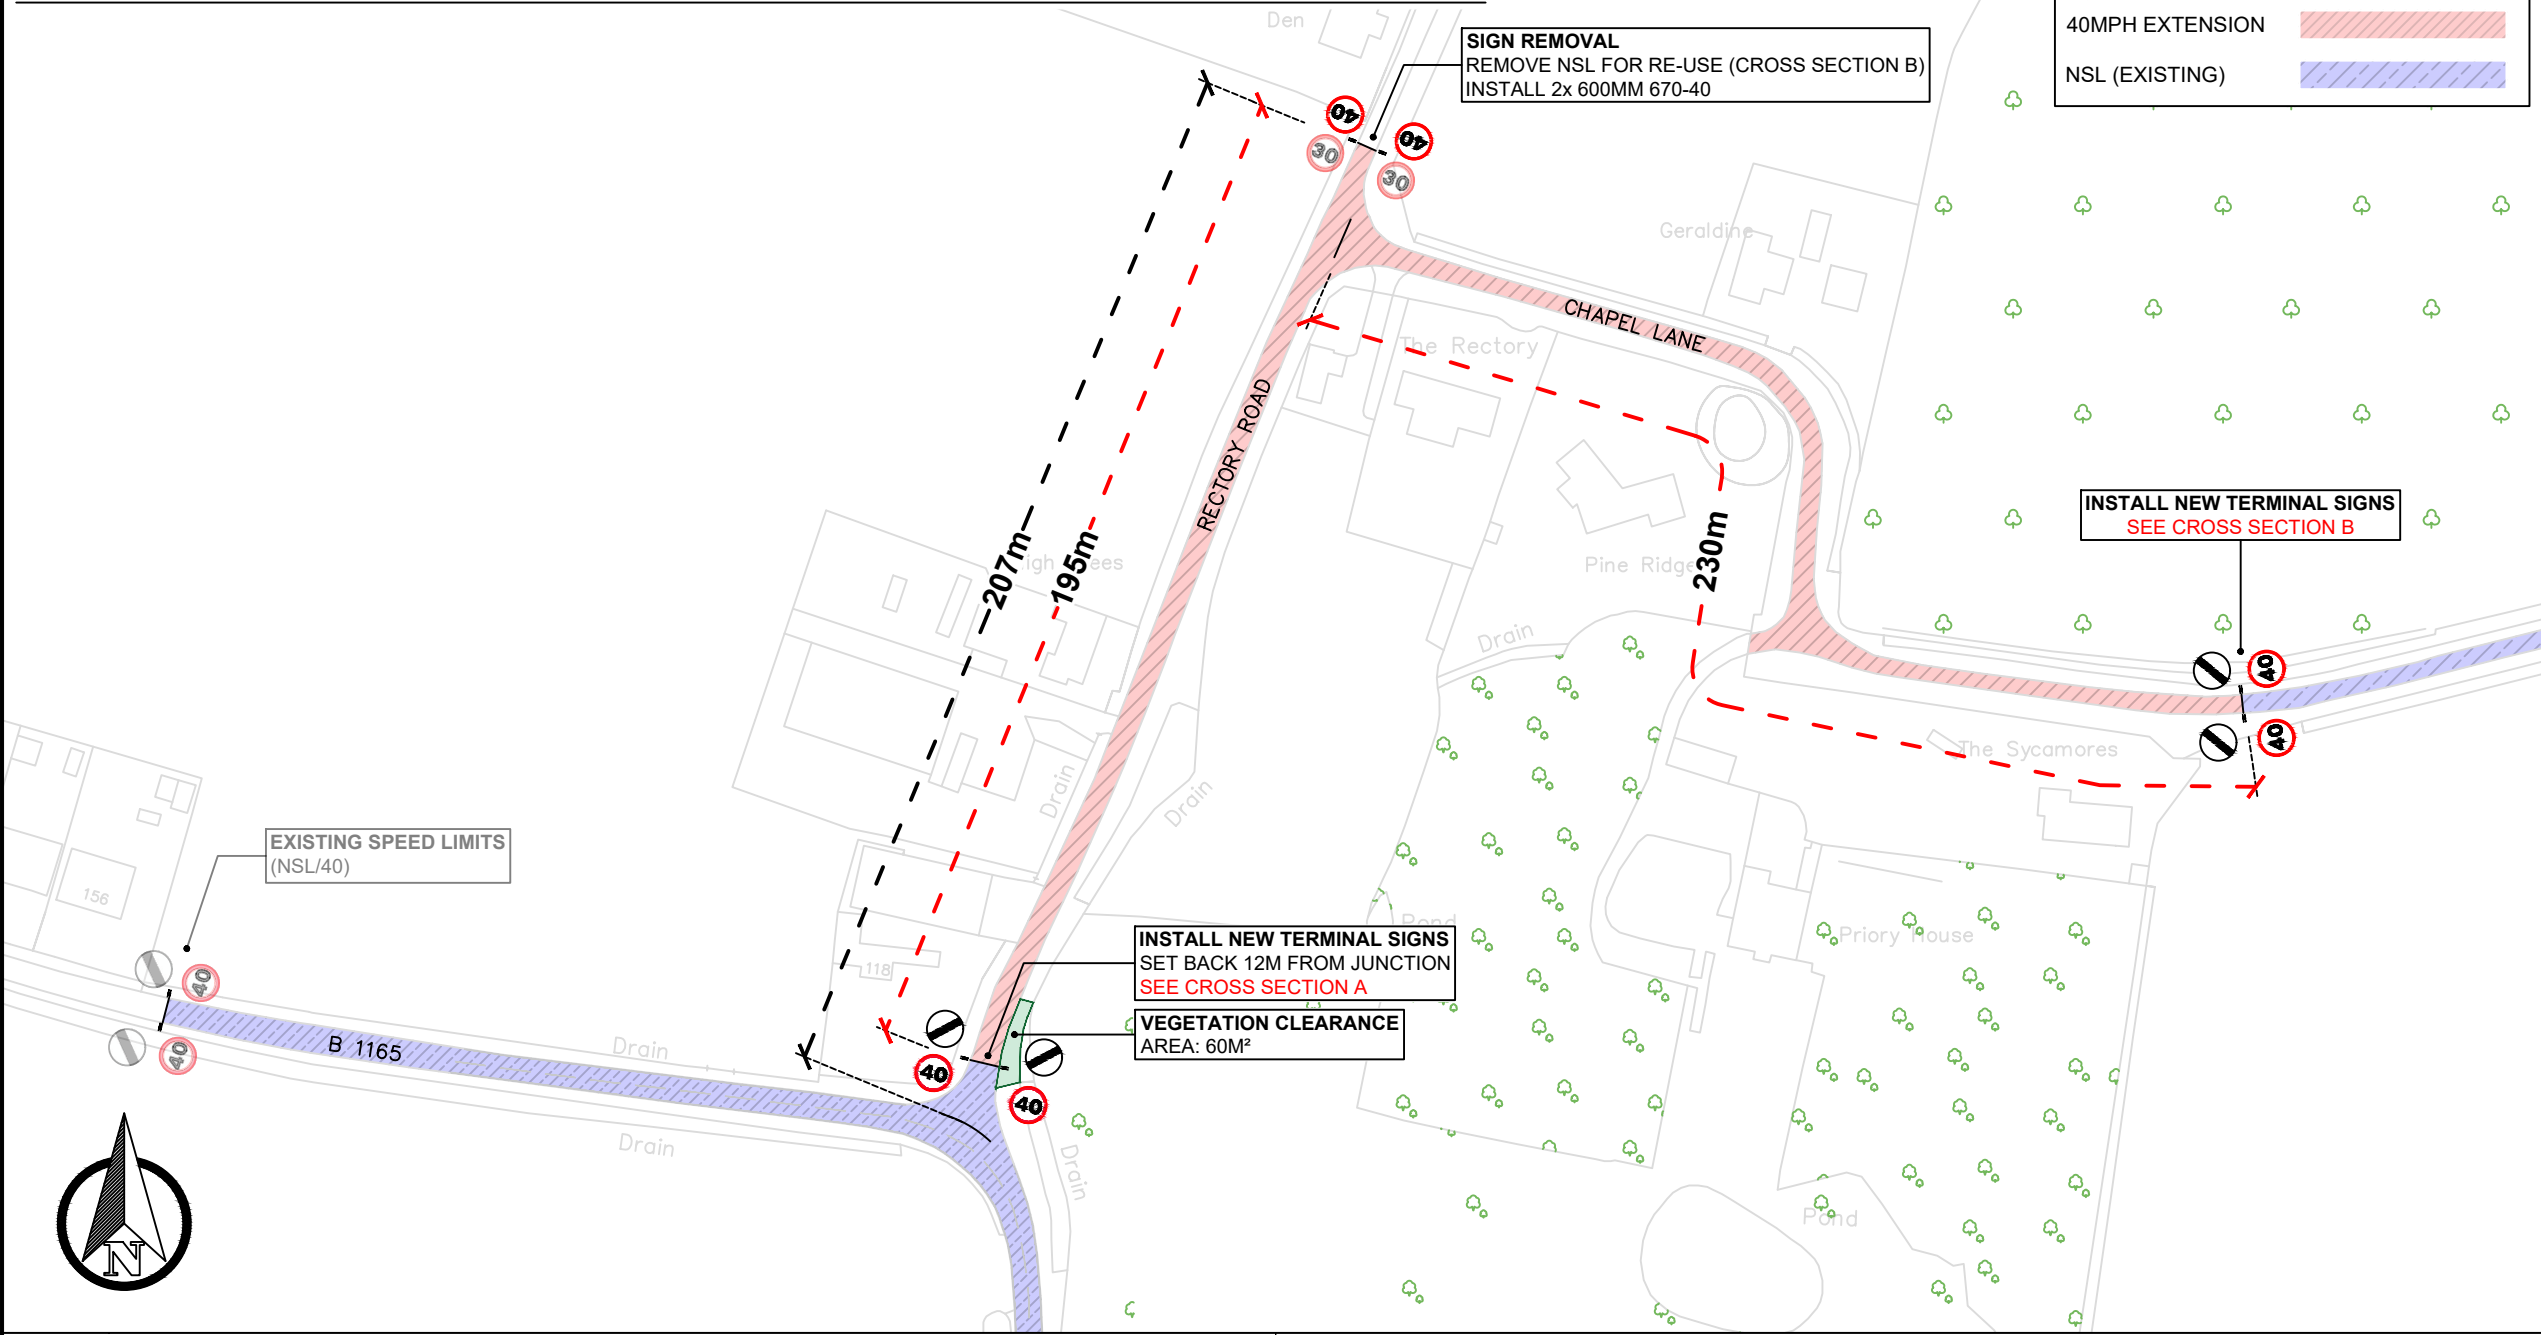 Den
SIGN REMOVAL
REMOVE NSL FOR RE-USE (CROSS SECTION B)
INSTALL 2x 600MM 670-40
40MPH EXTENSION
NSL (EXISTING)
40
40
30
30
Geraldine
CHAPEL LANE
The Rectory
RECTORY ROAD
INSTALL NEW TERMINAL SIGNS
SEE CROSS SECTION B
207m
195m
Pine Ridge
230m
Drain
40
40
The Sycamores
Drain
Drain
EXISTING SPEED LIMITS
(NSL/40)
156
40
40
Pond
Priory House
118
INSTALL NEW TERMINAL SIGNS
SET BACK 12M FROM JUNCTION
SEE CROSS SECTION A
VEGETATION CLEARANCE
AREA: 60M²
B 1165
Drain
40
40
Drain
Drain
Pond
N